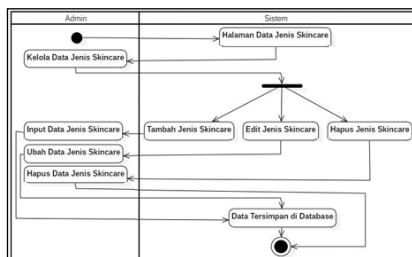 Admin
Sistem
Halaman Data Jenis Skincare
Kelola Data Jenis Skincare
Input Data Jenis Skincare
Tambah Jenis Skincare
Edit Jenis Skincare
Hapus Jenis Skincare
Ubah Data Jenis Skincare
Hapus Data Jenis Skincare
Data Tersimpan di Database